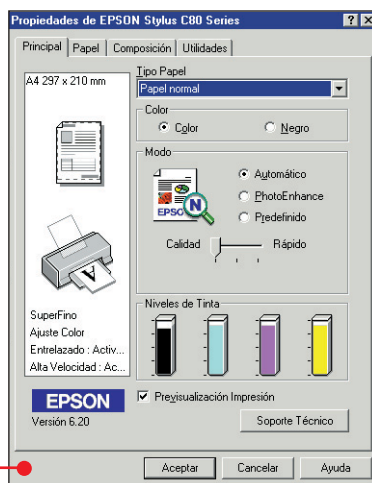 Propiedades de EPSON Stylus C80 Series
Principal Papel Composición Utilidades
A4 297 x 210 mm
Tipo Papel
Papel normal
Color
Color Negro
Modo
Automático
PhotoEnhance
Predefinido
EPSON
Calidad Rápido
A
SuperFino
Ajuste Color
Entrelazado : Activ...
Alta Velocidad : Ac...
Niveles de Tinta
EPSON
Versión 6.20
Previsualización Impresión
Soporte Técnico
Aceptar Cancelar Ayuda